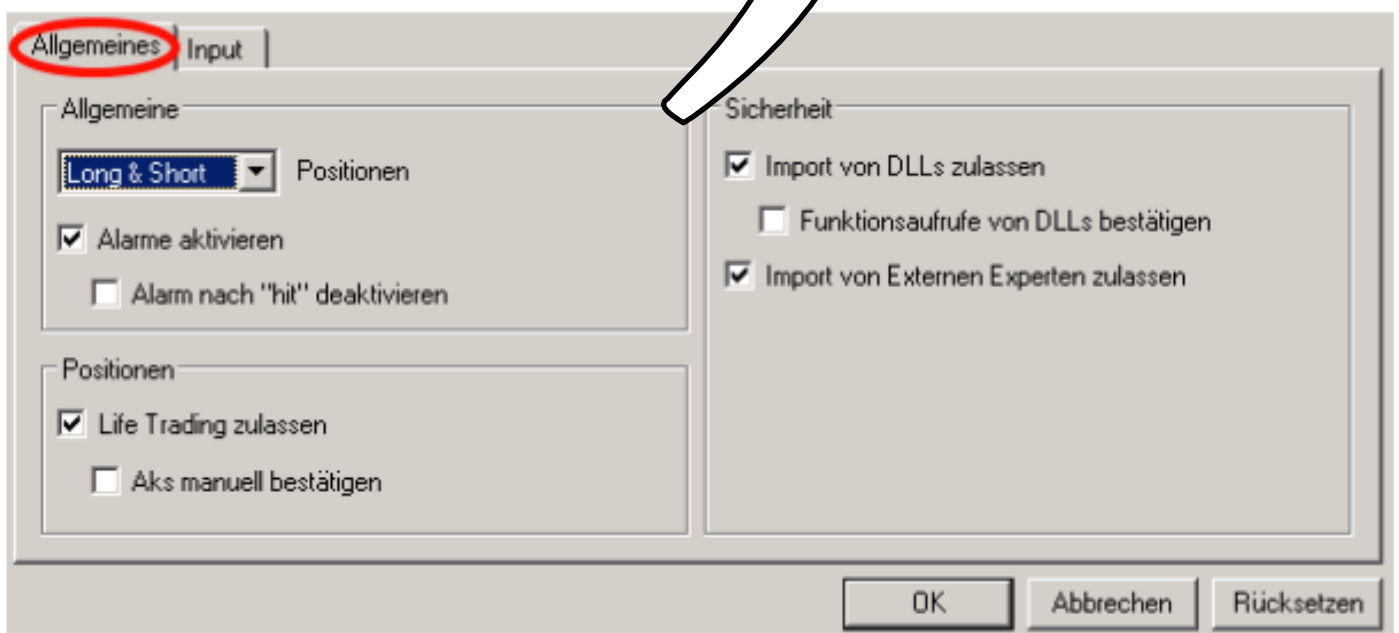 Allgemeines
Input
Allgemeine
Long & Short
Positionen
Alarme aktivieren
Alarm nach "hit" deaktivieren
Positionen
Life Trading zulassen
Aks manuell bestätigen
Sicherheit
Import von DLLs zulassen
Funktionsaufrufe von DLLs bestätigen
Import von Externen Experten zulassen
OK
Abbrechen
Rücksetzen